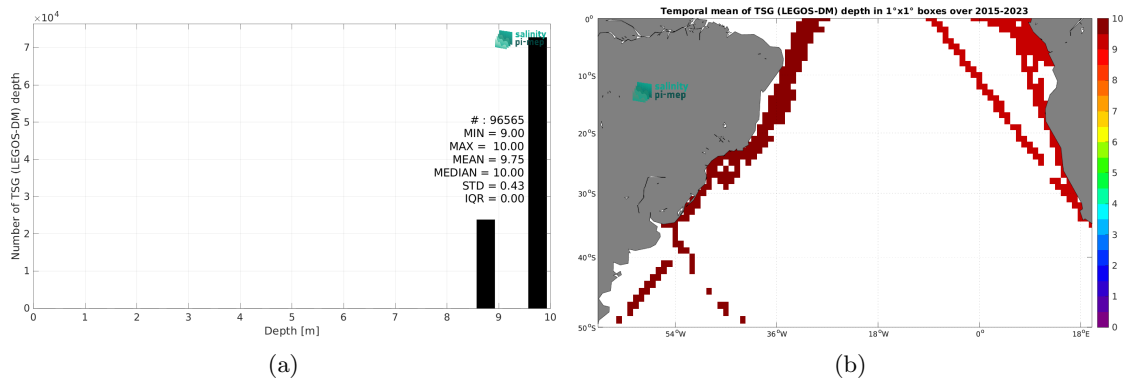 ×10⁴
7
6
5
4
3
2
1
0
0 1 2 3 4 5 6 7 8 9 10
Number of TSG (LEGOS-DM) depth
Depth [m]
salinity
pi-mep
# : 96565
MIN = 9.00
MAX = 10.00
MEAN = 9.75
MEDIAN = 10.00
STD = 0.43
IQR = 0.00
(a)
Temporal mean of TSG (LEGOS-DM) depth in 1°x1° boxes over 2015-2023
0°
10°S
20°S
30°S
40°S
50°S
54°W 36°W 18°W 0° 18°E
salinity
pi-mep
10
9
8
7
6
5
4
3
2
1
0
(b)